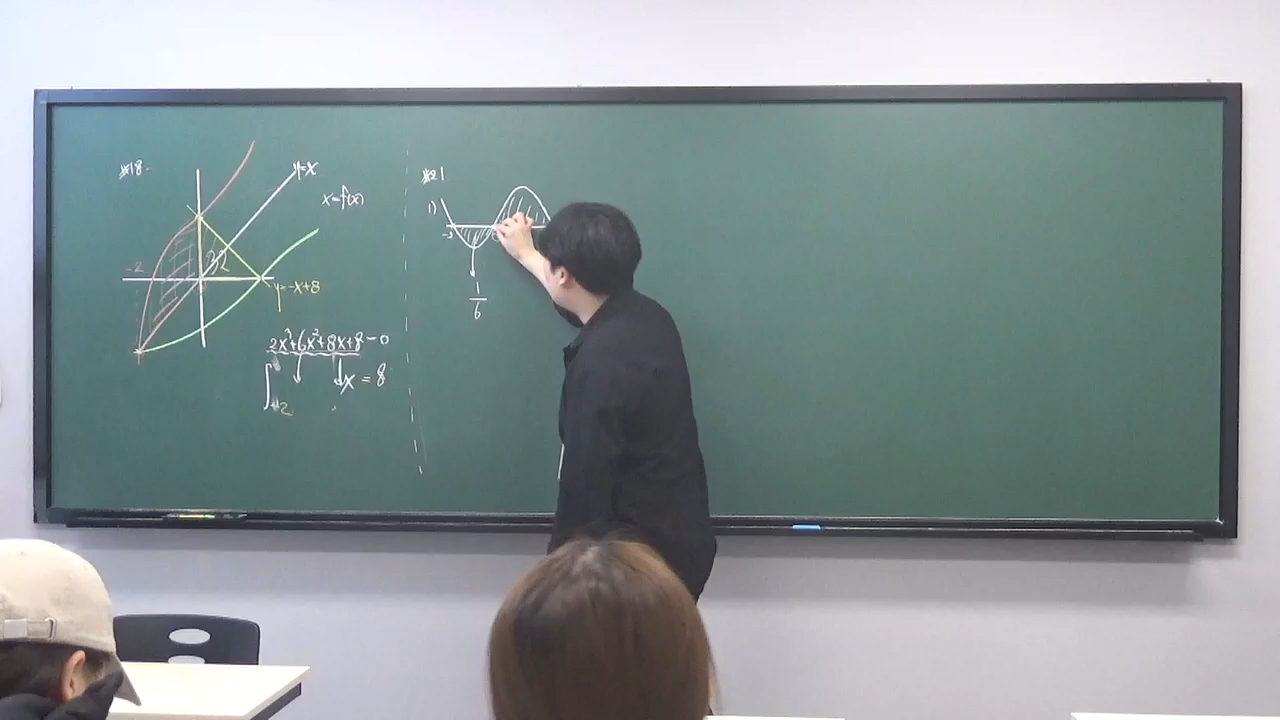 #18.
y=x
x=f(x)
-2
y=-x+8
2x³+6x²+8x+8=0
x = 8
#21
1)
-3
1
6